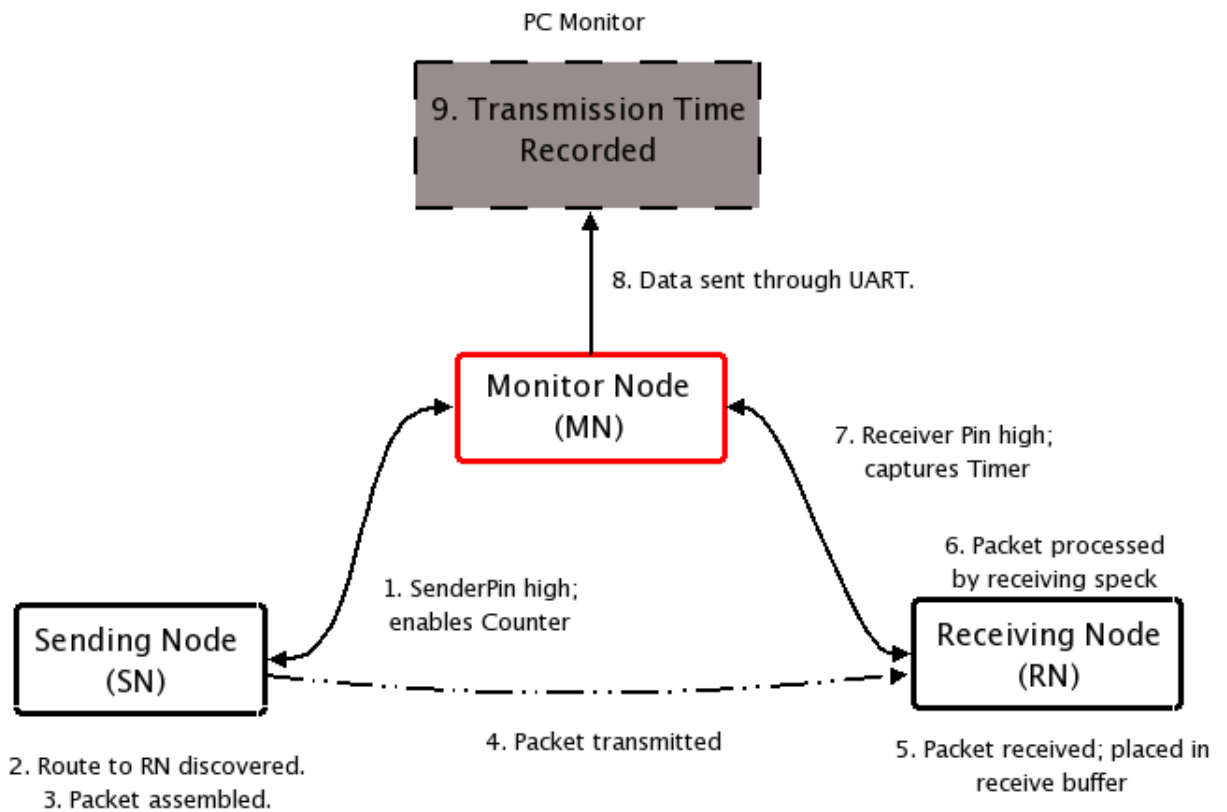 PC Monitor
9. Transmission Time
Recorded
8. Data sent through UART.
Monitor Node
(MN)
7. Receiver Pin high;
captures Timer
6. Packet processed
by receiving speck
1. SenderPin high;
enables Counter
Sending Node
(SN)
Receiving Node
(RN)
4. Packet transmitted
5. Packet received; placed in
receive buffer
2. Route to RN discovered.
3. Packet assembled.